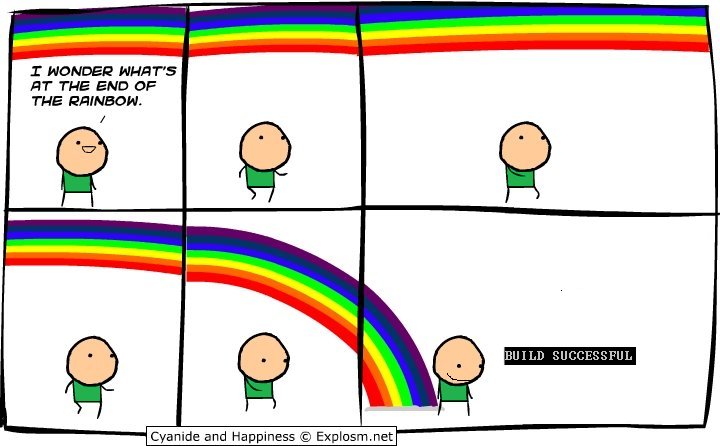 I WONDER WHAT'S
AT THE END OF
THE RAINBOW.
BUILD SUCCESSFUL
Cyanide and Happiness © Explosm.net